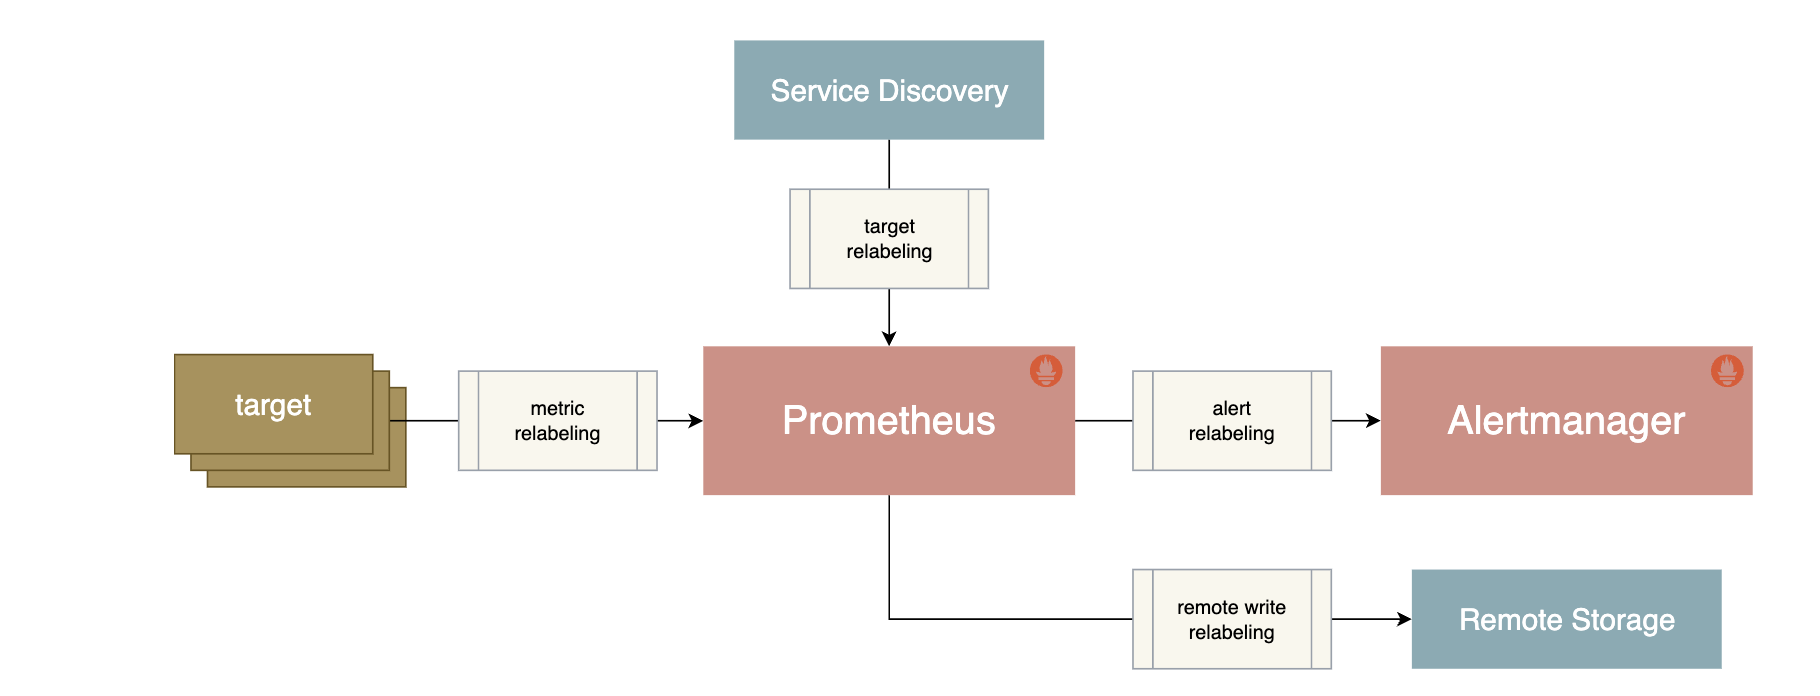 Service Discovery
target
relabeling
target
metric
relabeling
Prometheus
alert
relabeling
Alertmanager
remote write
relabeling
Remote Storage